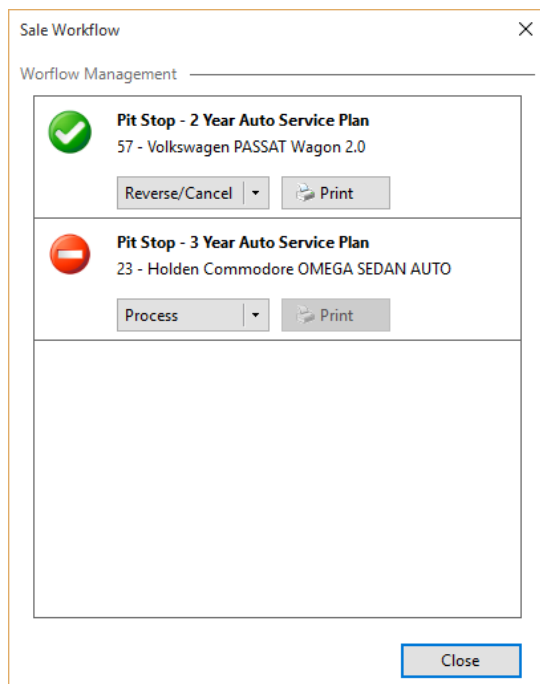 Sale Workflow
Worflow Management
Pit Stop - 2 Year Auto Service Plan
57 - Volkswagen PASSAT Wagon 2.0
Reverse/Cancel Print
Pit Stop - 3 Year Auto Service Plan
23 - Holden Commodore OMEGA SEDAN AUTO
Process Print
Close